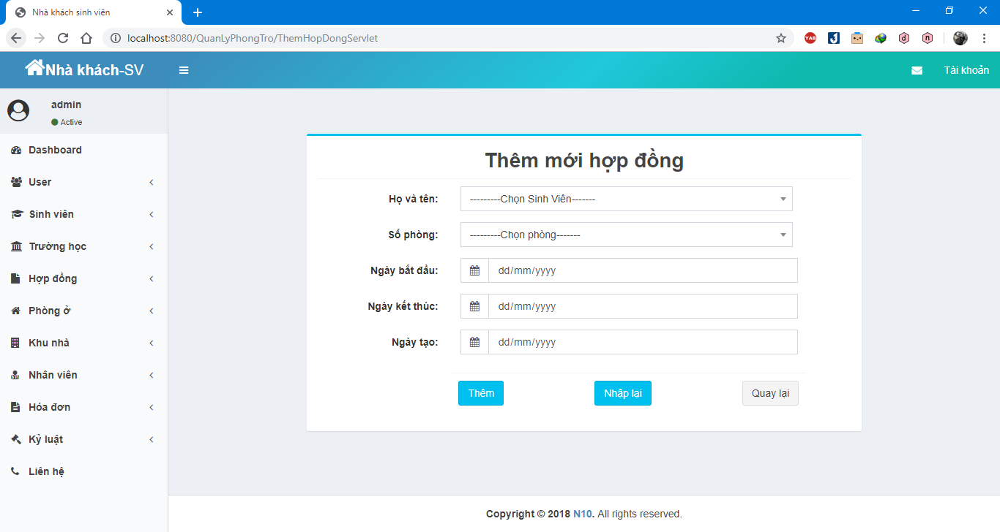 Nhà khách sinh viên
localhost:8080/QuanLyPhongTro/ThemHopDongServlet
YAB
d
n
Nhà khách-SV
Tài khoản
admin
Active
Dashboard
User
Sinh viên
Trường học
Hợp đồng
Phòng ở
Khu nhà
Nhân viên
Hóa đơn
Kỷ luật
Liên hệ
Thêm mới hợp đồng
Họ và tên:
---------Chọn Sinh Viên-------
Số phòng:
---------Chọn phòng-------
Ngày bắt đầu:
dd/mm/yyyy
Ngày kết thúc:
dd/mm/yyyy
Ngày tạo:
dd/mm/yyyy
Thêm
Nhập lại
Quay lại
Copyright © 2018 N10. All rights reserved.